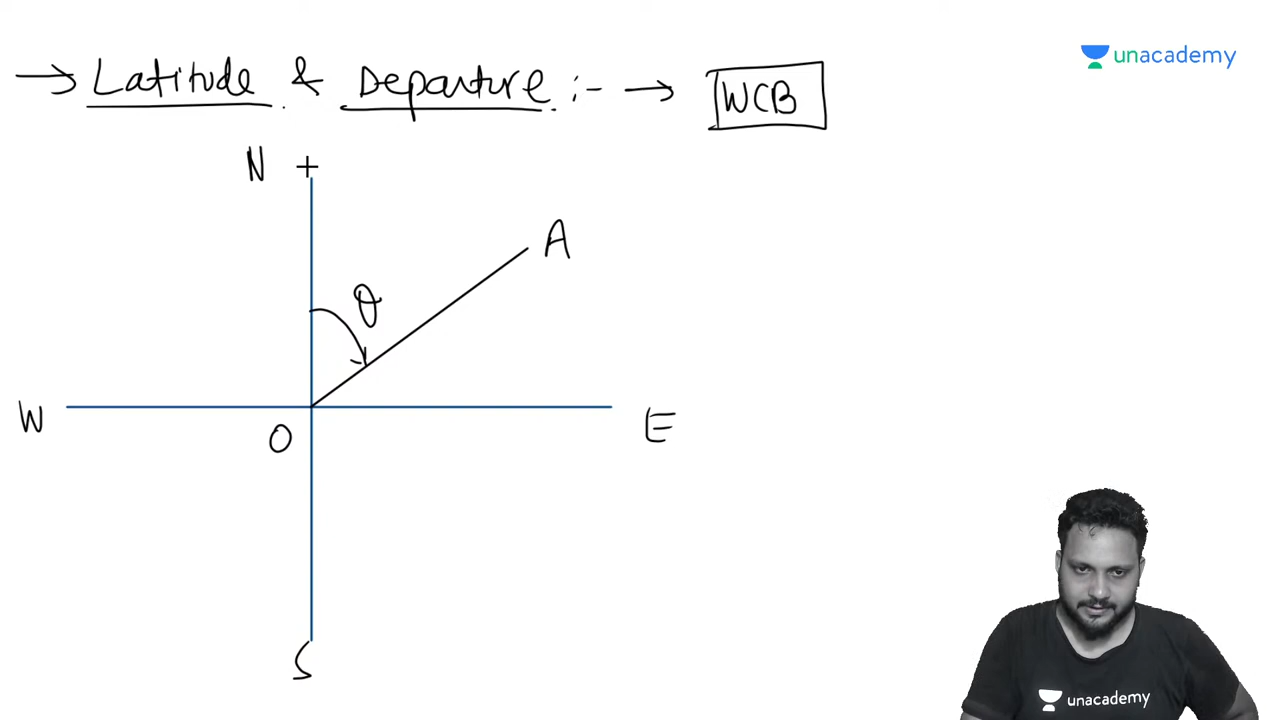 unacademy
→ Latitude & Departure :- → WCB
N +
A
θ
W
O
E
S
unacademy